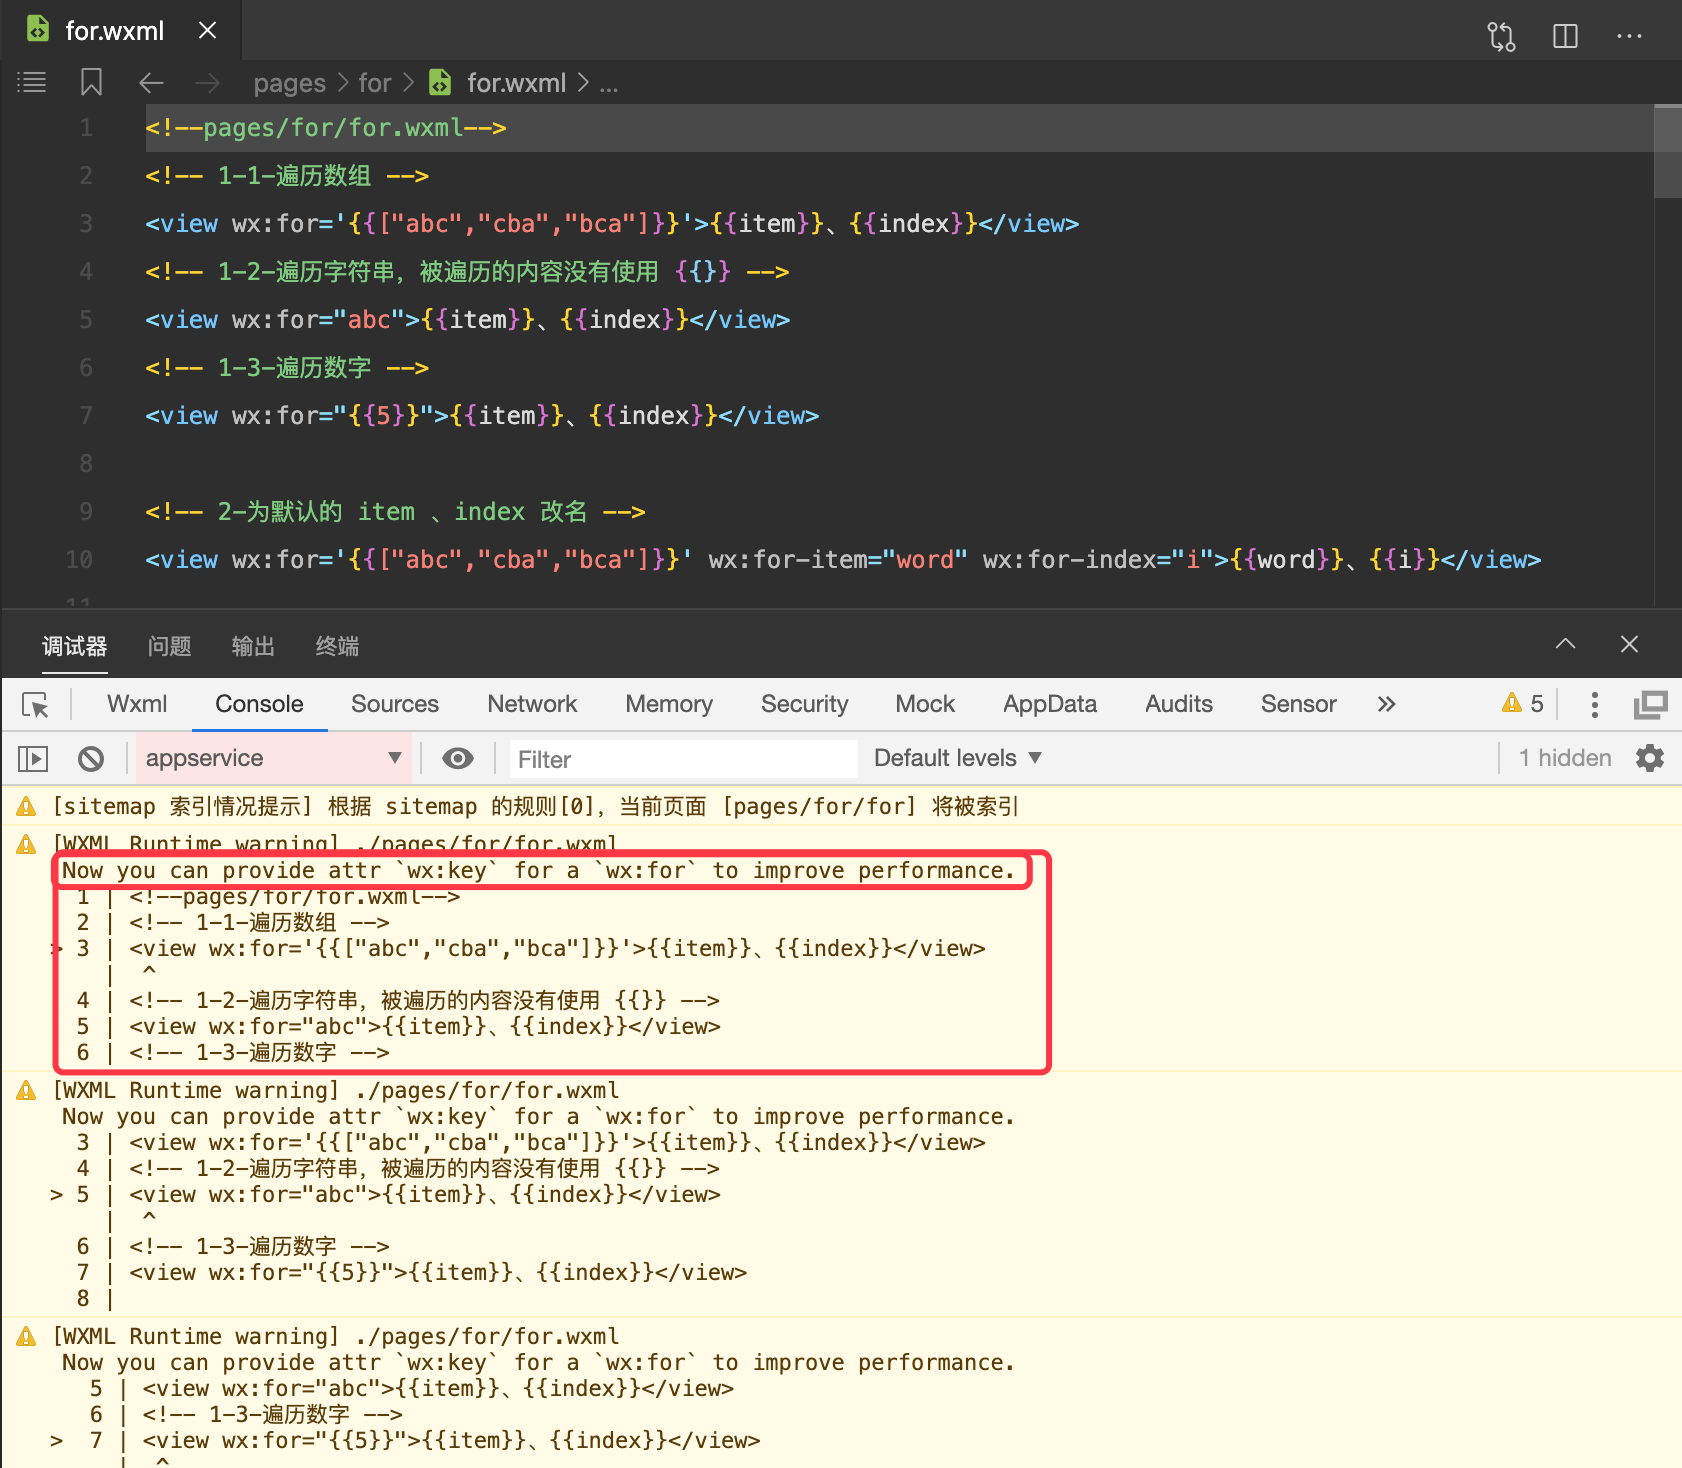 for.wxml
pages > for > for.wxml > ...
1 <!--pages/for/for.wxml-->
2 <!-- 1-1-遍历数组 -->
3 <view wx:for='{{["abc","cba","bca"]}}'>{{item}}、{{index}}</view>
4 <!-- 1-2-遍历字符串，被遍历的内容没有使用 {{}} -->
5 <view wx:for="abc">{{item}}、{{index}}</view>
6 <!-- 1-3-遍历数字 -->
7 <view wx:for="{{5}}">{{item}}、{{index}}</view>
8
9 <!-- 2-为默认的 item 、index 改名 -->
10 <view wx:for='{{["abc","cba","bca"]}}' wx:for-item="word" wx:for-index="i">{{word}}、{{i}}</view>
11
调试器 问题 输出 终端
Wxml Console Sources Network Memory Security Mock AppData Audits Sensor 5
appservice Filter Default levels 1 hidden
[sitemap 索引情况提示] 根据 sitemap 的规则[0]，当前页面 [pages/for/for] 将被索引
[WXML Runtime warning] ./pages/for/for.wxml
Now you can provide attr `wx:key` for a `wx:for` to improve performance.
1 | <!--pages/for/for.wxml-->
2 | <!-- 1-1-遍历数组 -->
> 3 | <view wx:for='{{["abc","cba","bca"]}}'>{{item}}、{{index}}</view>
| ^
4 | <!-- 1-2-遍历字符串，被遍历的内容没有使用 {{}} -->
5 | <view wx:for="abc">{{item}}、{{index}}</view>
6 | <!-- 1-3-遍历数字 -->
[WXML Runtime warning] ./pages/for/for.wxml
Now you can provide attr `wx:key` for a `wx:for` to improve performance.
3 | <view wx:for='{{["abc","cba","bca"]}}'>{{item}}、{{index}}</view>
4 | <!-- 1-2-遍历字符串，被遍历的内容没有使用 {{}} -->
> 5 | <view wx:for="abc">{{item}}、{{index}}</view>
| ^
6 | <!-- 1-3-遍历数字 -->
7 | <view wx:for="{{5}}">{{item}}、{{index}}</view>
8 |
[WXML Runtime warning] ./pages/for/for.wxml
Now you can provide attr `wx:key` for a `wx:for` to improve performance.
5 | <view wx:for="abc">{{item}}、{{index}}</view>
6 | <!-- 1-3-遍历数字 -->
> 7 | <view wx:for="{{5}}">{{item}}、{{index}}</view>
| ^